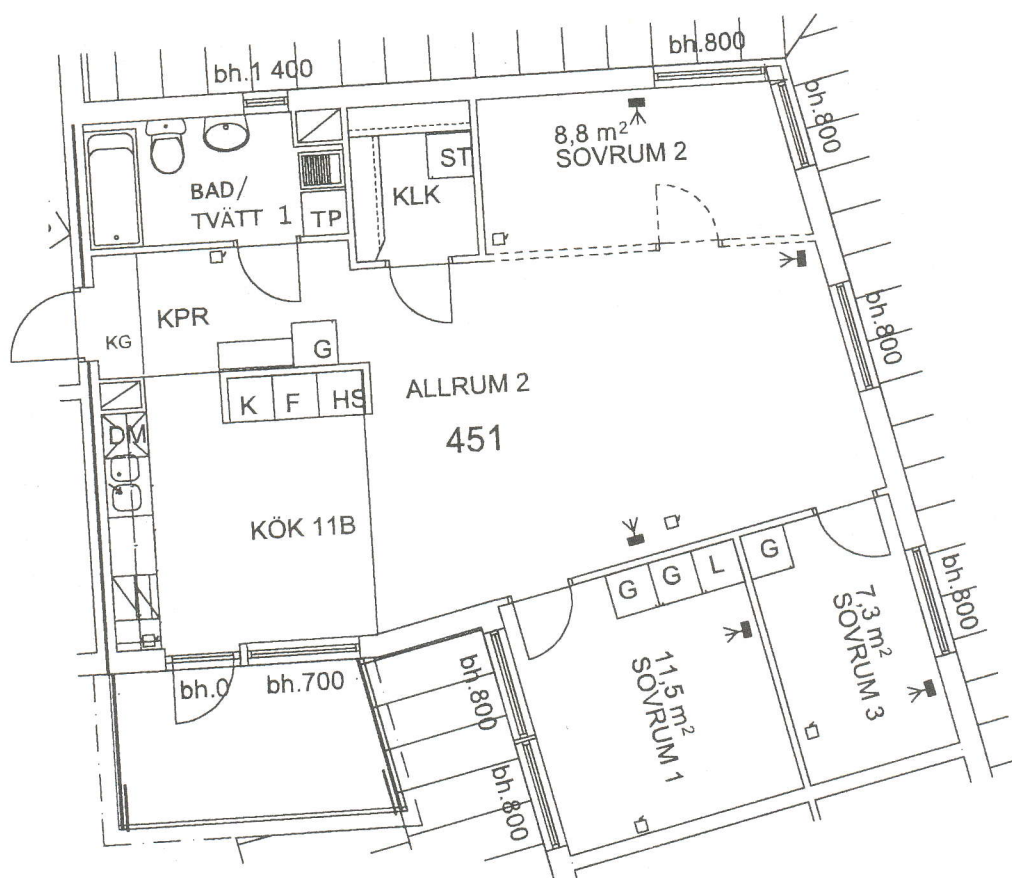 bh.800
bh.1 400
bh.800
8,8 m²
SOVRUM 2
ST
KLK
BAD/
TVÄTT 1
TP
bh.800
KPR
KG
G
ALLRUM 2
451
K
F
HS
DM
KÖK 11B
G
G
L
G
bh.800
7,3 m²
SOVRUM 3
11,5 m²
SOVRUM 1
bh.0
bh.700
bh.800
bh.800